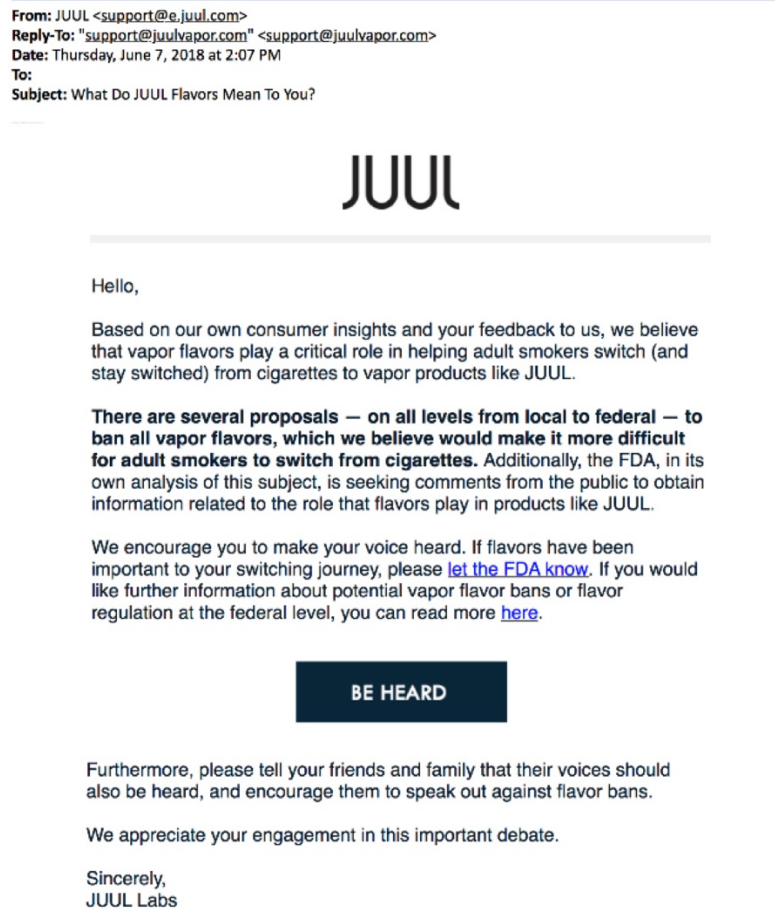 From: JUUL <support@e.juul.com>
Reply-To: "support@juulvapor.com" <support@juulvapor.com>
Date: Thursday, June 7, 2018 at 2:07 PM
To:
Subject: What Do JUUL Flavors Mean To You?
JUUL
Hello,
Based on our own consumer insights and your feedback to us, we believe
that vapor flavors play a critical role in helping adult smokers switch (and
stay switched) from cigarettes to vapor products like JUUL.
There are several proposals — on all levels from local to federal — to
ban all vapor flavors, which we believe would make it more difficult
for adult smokers to switch from cigarettes. Additionally, the FDA, in its
own analysis of this subject, is seeking comments from the public to obtain
information related to the role that flavors play in products like JUUL.
We encourage you to make your voice heard. If flavors have been
important to your switching journey, please let the FDA know. If you would
like further information about potential vapor flavor bans or flavor
regulation at the federal level, you can read more here.
BE HEARD
Furthermore, please tell your friends and family that their voices should
also be heard, and encourage them to speak out against flavor bans.
We appreciate your engagement in this important debate.
Sincerely,
JUUL Labs